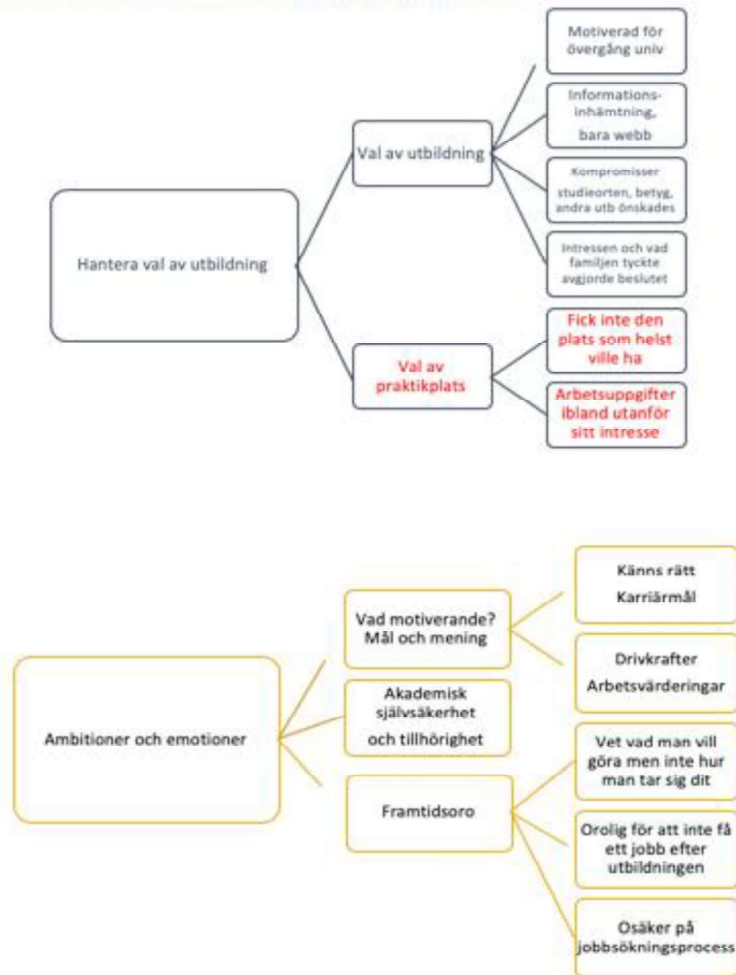 Motiverad för
övergång univ
Informations-
inhämtning,
bara webb
Val av utbildning
Kompromisser
studieorten, betyg,
andra utb önskades
Hantera val av utbildning
Intressen och vad
familjen tyckte
avgjorde beslutet
Val av
praktikplats
Fick inte den
plats som helst
ville ha
Arbetsuppgifter
ibland utanför
sitt intresse
Ambitioner och emotioner
Vad motiverande?
Mål och mening
Känns rätt
Karriärmål
Drivkrafter
Arbetsvärderingar
Akademisk
självsäkerhet
och tillhörighet
Framtidsoro
Vet vad man vill
göra men inte hur
man tar sig dit
Orolig för att inte få
ett jobb efter
utbildningen
Osäker på
jobbsökningsprocess